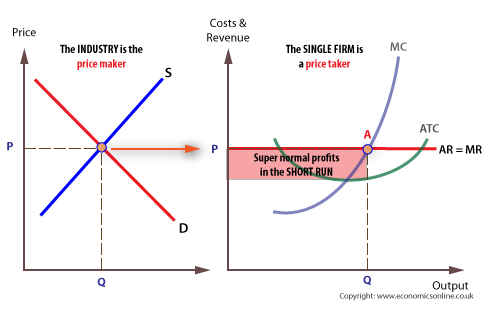 Price
The INDUSTRY is the
price maker
S
P
D
Q
Costs &
Revenue
The SINGLE FIRM is
a price taker
MC
ATC
A
P
AR = MR
Super normal profits
in the SHORT RUN
Q
Output
Copyright: www.economicsonline.co.uk